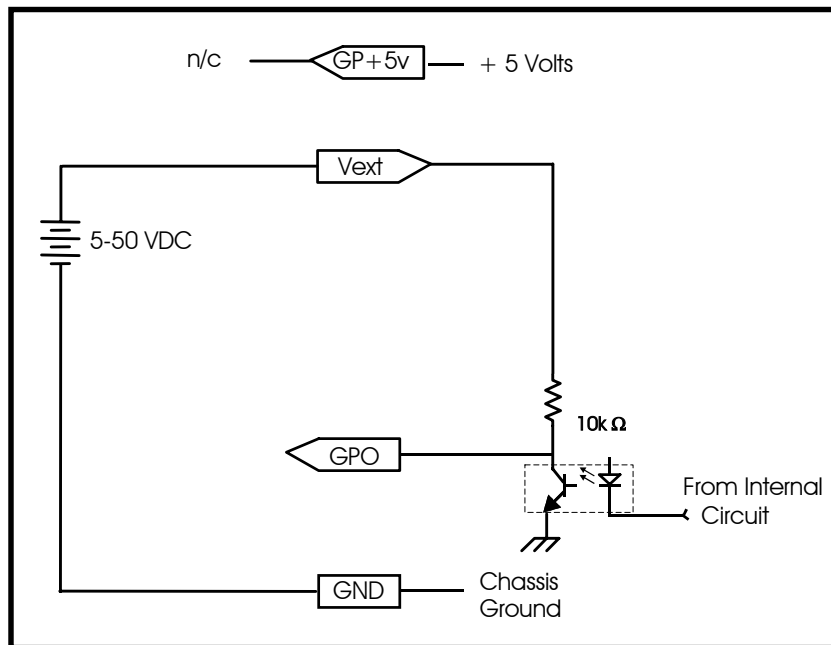 n/c
GP+5v
+ 5 Volts
Vext
5-50 VDC
10k Ω
GPO
From Internal
Circuit
GND
Chassis
Ground